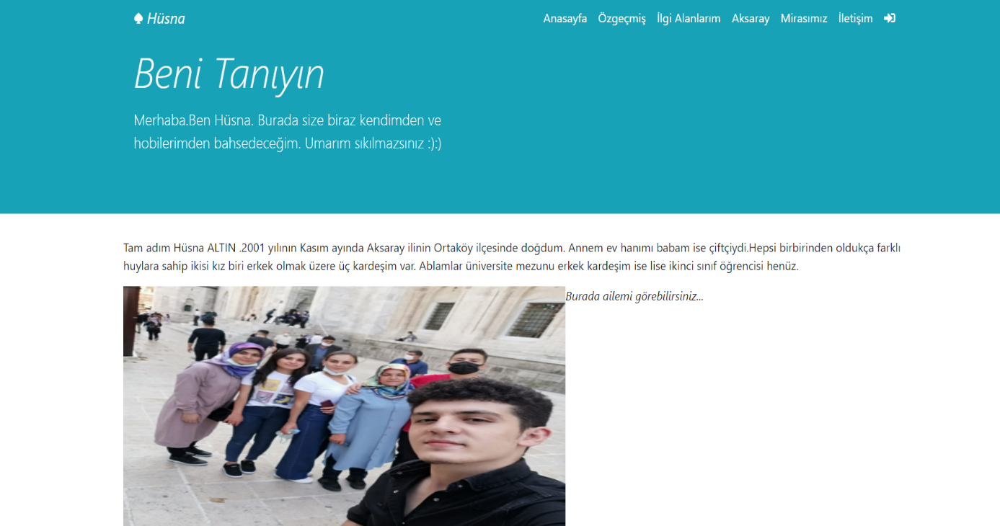 Hüsna
Anasayfa Özgeçmiş İlgi Alanlarım Aksaray Mirasımız İletişim
Beni Tanıyın
Merhaba.Ben Hüsna. Burada size biraz kendimden ve
hobilerimden bahsedeceğim. Umarım sıkılmazsınız :):)
Tam adım Hüsna ALTIN .2001 yılının Kasım ayında Aksaray ilinin Ortaköy ilçesinde doğdum. Annem ev hanımı babam ise çiftçiydi.Hepsi birbirinden oldukça farklı
huylara sahip ikisi kız biri erkek olmak üzere üç kardeşim var. Ablamlar üniversite mezunu erkek kardeşim ise lise ikinci sınıf öğrencisi henüz.
Burada ailemi görebilirsiniz...